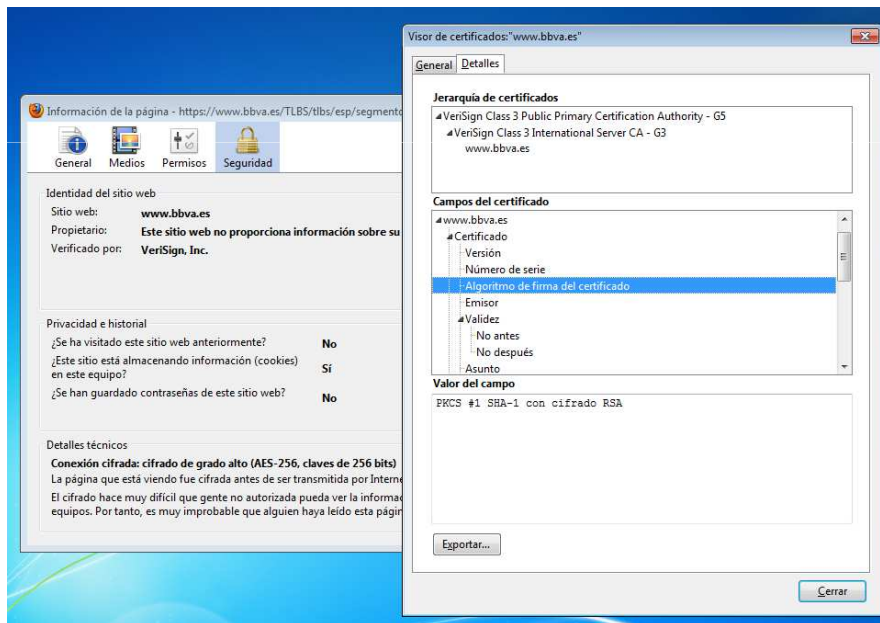 Visor de certificados:"www.bbva.es"
General Detalles
Jerarquía de certificados
VeriSign Class 3 Public Primary Certification Authority - G5
VeriSign Class 3 International Server CA - G3
www.bbva.es
Campos del certificado
www.bbva.es
Certificado
Versión
Número de serie
Algoritmo de firma del certificado
Emisor
Validez
No antes
No después
Asunto
Valor del campo
PKCS #1 SHA-1 con cifrado RSA
Exportar...
Cerrar
Información de la página - https://www.bbva.es/TLBS/tlbs/esp/segmento
General Medios Permisos Seguridad
Identidad del sitio web
Sitio web: www.bbva.es
Propietario: Este sitio web no proporciona información sobre su
Verificado por: VeriSign, Inc.
Privacidad e historial
¿Se ha visitado este sitio web anteriormente? No
¿Este sitio está almacenando información (cookies) Sí
en este equipo?
¿Se han guardado contraseñas de este sitio web? No
Detalles técnicos
Conexión cifrada: cifrado de grado alto (AES-256, claves de 256 bits)
La página que está viendo fue cifrada antes de ser transmitida por Interne
El cifrado hace muy difícil que gente no autorizada pueda ver la informac
equipos. Por tanto, es muy improbable que alguien haya leído esta págin